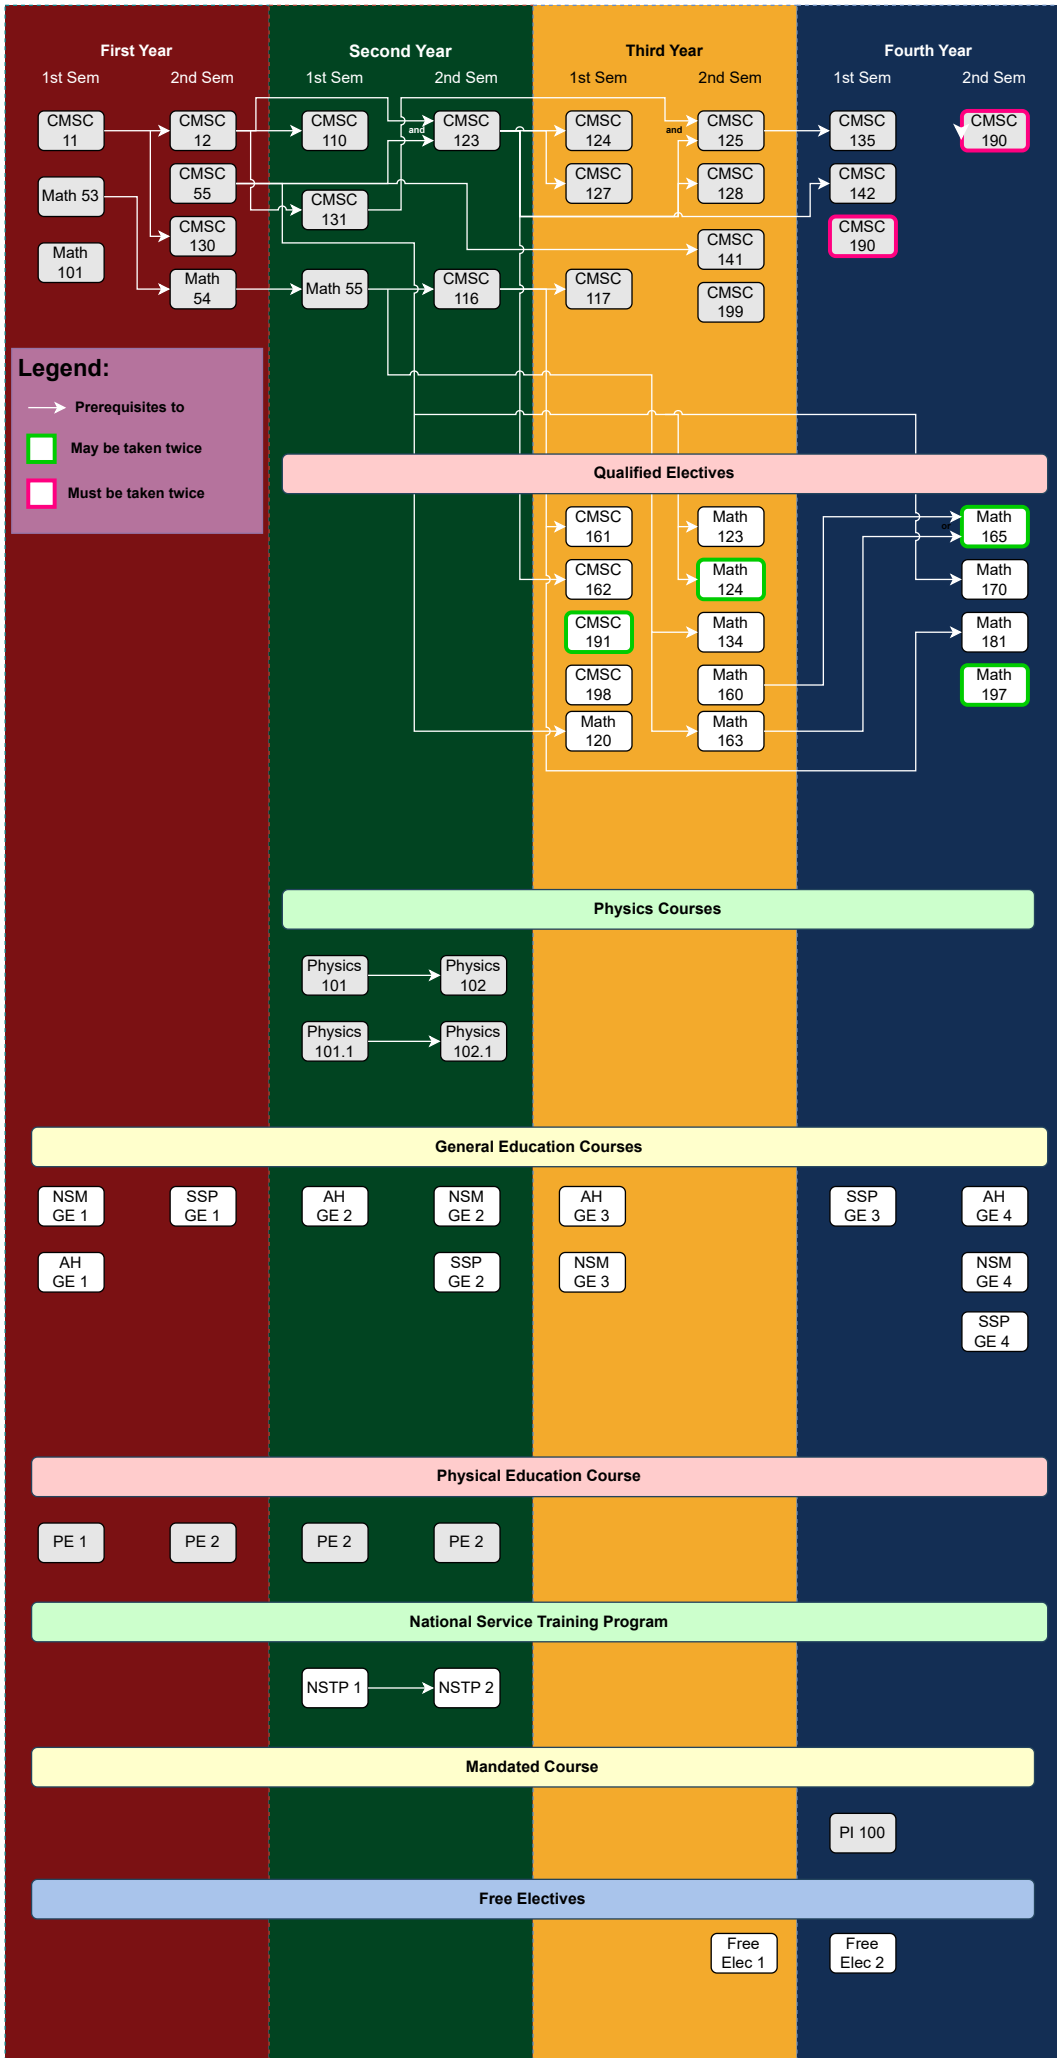 First Year
Second Year
Third Year
Fourth Year
1st Sem
2nd Sem
1st Sem
2nd Sem
1st Sem
2nd Sem
1st Sem
2nd Sem
CMSC
11
CMSC
12
CMSC
110
and
CMSC
123
CMSC
124
and
CMSC
125
CMSC
135
CMSC
190
Math 53
CMSC
55
CMSC
131
CMSC
127
CMSC
128
CMSC
142
Math
101
CMSC
130
CMSC
141
CMSC
190
Math
54
Math 55
CMSC
116
CMSC
117
CMSC
199
Legend:
Prerequisites to
May be taken twice
Must be taken twice
Qualified Electives
CMSC
161
Math
123
or
Math
165
CMSC
162
Math
124
Math
170
CMSC
191
Math
134
Math
181
CMSC
198
Math
160
Math
197
Math
120
Math
163
Physics Courses
Physics
101
Physics
102
Physics
101.1
Physics
102.1
General Education Courses
NSM
GE 1
SSP
GE 1
AH
GE 2
NSM
GE 2
AH
GE 3
SSP
GE 3
AH
GE 4
AH
GE 1
SSP
GE 2
NSM
GE 3
NSM
GE 4
SSP
GE 4
Physical Education Course
PE 1
PE 2
PE 2
PE 2
National Service Training Program
NSTP 1
NSTP 2
Mandated Course
PI 100
Free Electives
Free
Elec 1
Free
Elec 2